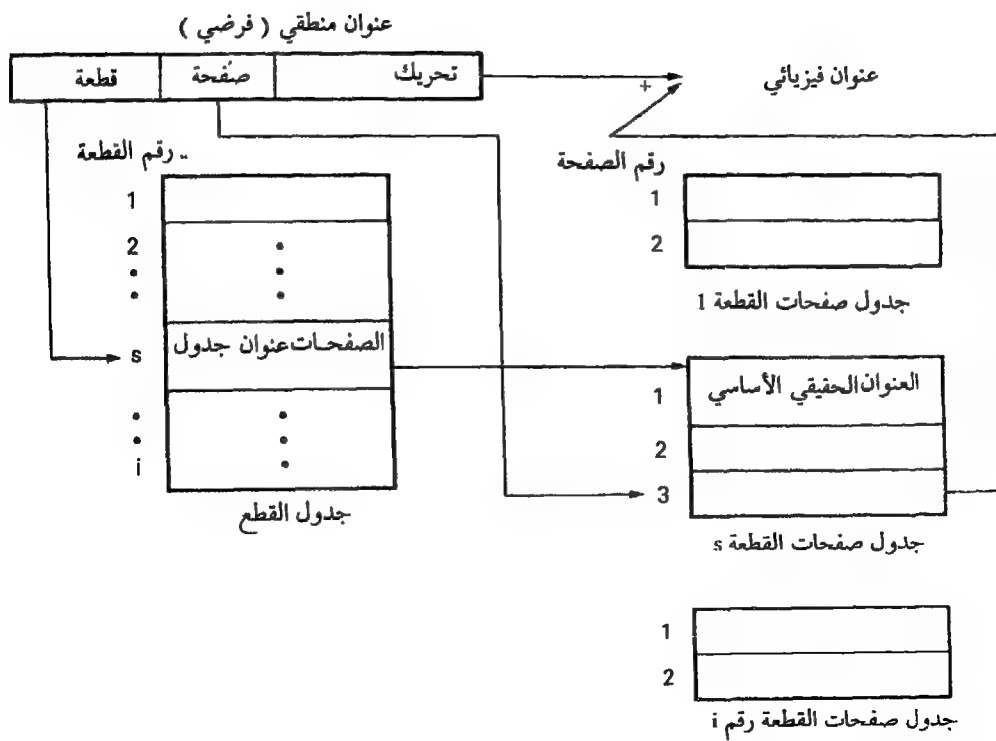 عنوان منطقي ( فرضي )
قطعة
صفحة
تحريك
+
عنوان فيزيائي
رقم القطعة
1
2
s
i
الصفحات عنوان جدول
جدول القطع
رقم الصفحة
1
2
جدول صفحات القطعة 1
1
العنوان الحقيقي الأساسي
2
3
جدول صفحات القطعة s
1
2
جدول صفحات القطعة رقم i